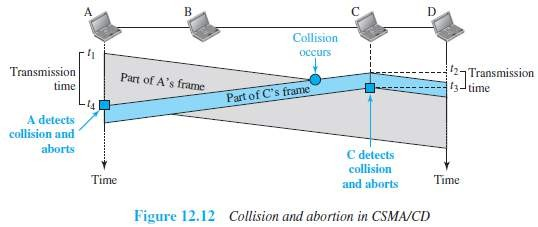 A B C D
Collision
occurs
t1
t2
Transmission
time
Transmission
time
Part of A's frame
Part of C's frame
t3
t4
A detects
collision and
aborts
C detects
collision
and aborts
Time
Time
Figure 12.12 Collision and abortion in CSMA/CD